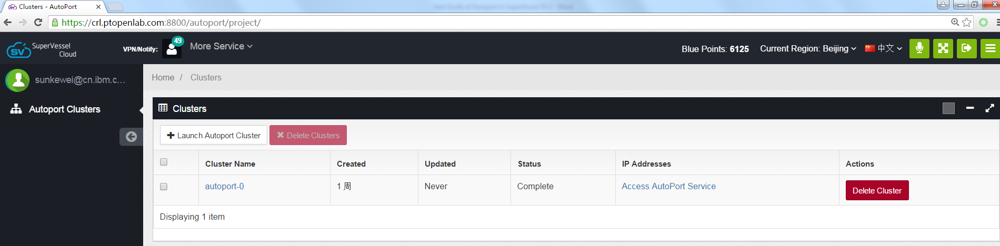 Clusters - AutoPort
https://crl.ptopenlab.com:8800/autoport/project/
SuperVessel
Cloud
SV
VPN/Notify:
49
More Service
Blue Points: 6125
Current Region: Beijing
中文
sunkewei@cn.ibm.c...
Home / Clusters
Autoport Clusters
Clusters
Launch Autoport Cluster
Delete Clusters
Cluster Name Created Updated Status IP Addresses Actions
autoport-0 1 周 Never Complete Access AutoPort Service Delete Cluster
Displaying 1 item